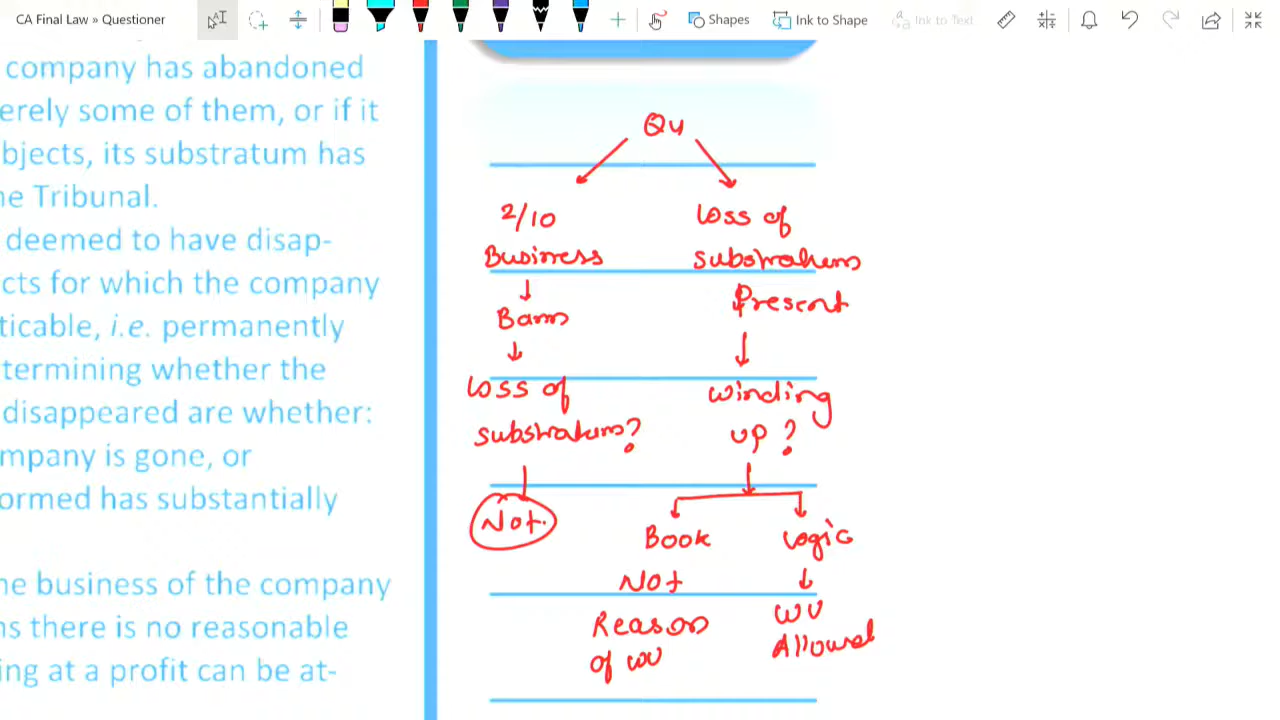 CA Final Law » Questioner
Shapes
Ink to Shape
Ink to Text
company has abandoned
erely some of them, or if it
bjects, its substratum has
ne Tribunal.
deemed to have disap-
cts for which the company
ticable, i.e. permanently
termining whether the
disappeared are whether:
mpany is gone, or
ormed has substantially
ne business of the company
ns there is no reasonable
ing at a profit can be at-
Q4
2/10
Business
Bann
Loss of
substratum?
Not.
Loss of
substratum
Present
winding
up?
Book
Not
Reason
of WU
Logic
WU
Allowed